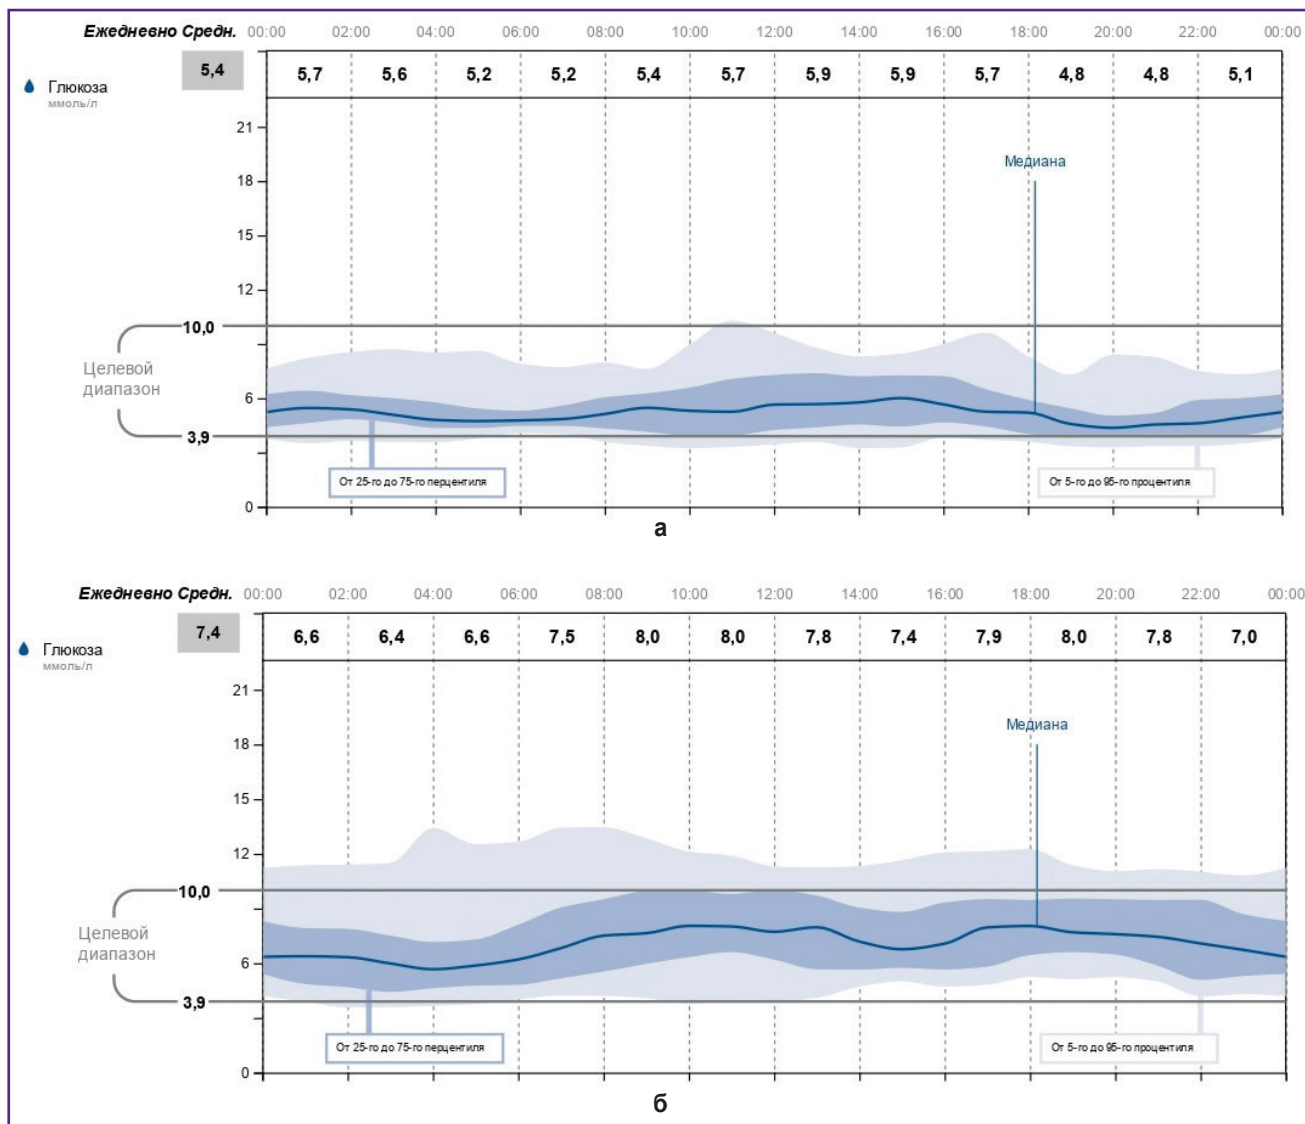 Ежедневно Средн. 00:00 02:00 04:00 06:00 08:00 10:00 12:00 14:00 16:00 18:00 20:00 22:00 00:00
5,4 5,7 5,6 5,2 5,2 5,4 5,7 5,9 5,9 5,7 4,8 4,8 5,1
Глюкоза
ммоль/л
21
Медиана
18
15
12
10,0
Целевой
диапазон
6
3,9
От 25-го до 75-го перцентиля От 5-го до 95-го процентиля
0
а
Ежедневно Средн. 00:00 02:00 04:00 06:00 08:00 10:00 12:00 14:00 16:00 18:00 20:00 22:00 00:00
7,4 6,6 6,4 6,6 7,5 8,0 8,0 7,8 7,4 7,9 8,0 7,8 7,0
Глюкоза
ммоль/л
21
Медиана
18
15
12
10,0
Целевой
диапазон
6
3,9
От 25-го до 75-го перцентиля От 5-го до 95-го процентиля
0
б